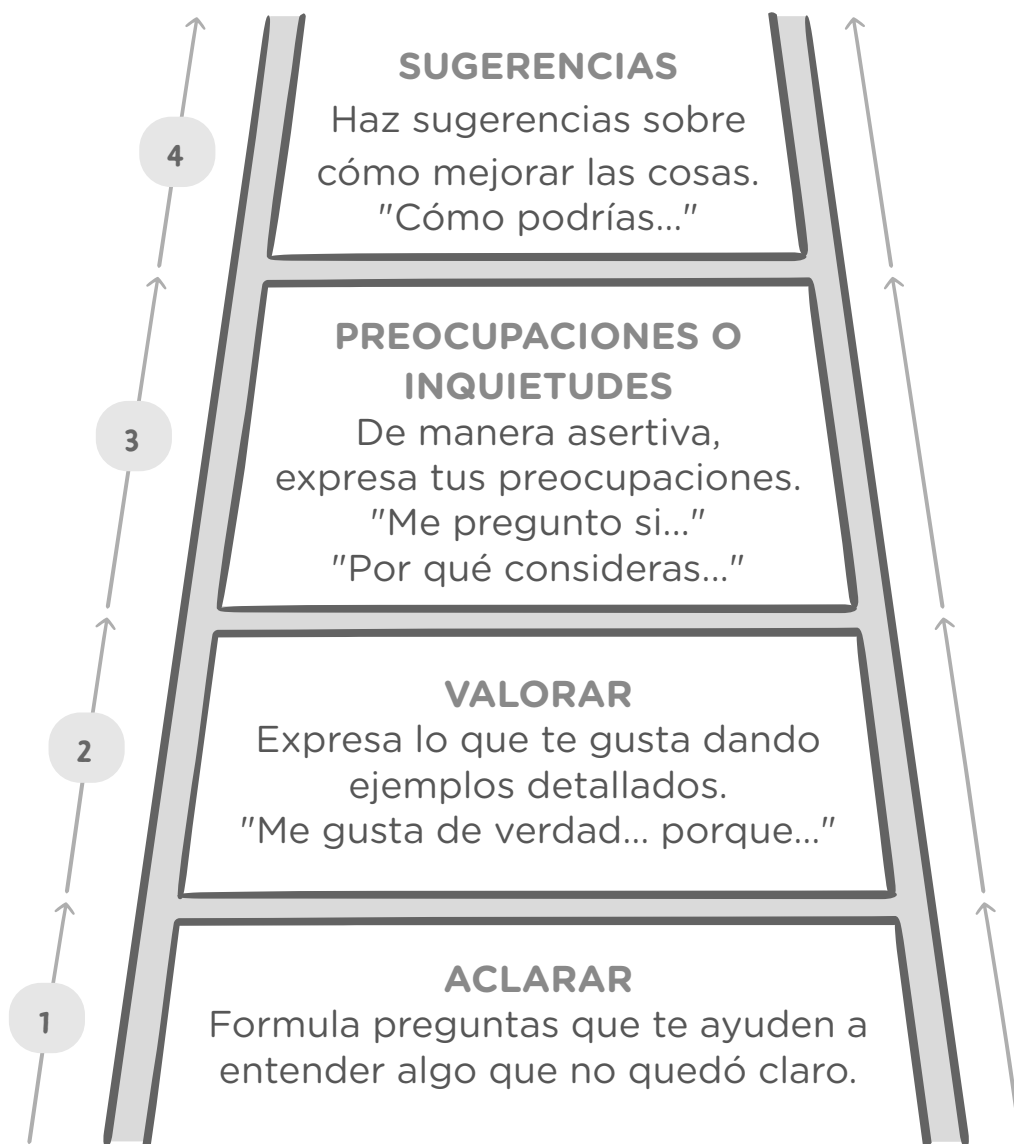 4
SUGERENCIAS
Haz sugerencias sobre
cómo mejorar las cosas.
"Cómo podrías..."
3
PREOCUPACIONES O
INQUIETUDES
De manera asertiva,
expresa tus preocupaciones.
"Me pregunto si..."
"Por qué consideras..."
2
VALORAR
Expresa lo que te gusta dando
ejemplos detallados.
"Me gusta de verdad... porque..."
1
ACLARAR
Formula preguntas que te ayuden a
entender algo que no quedó claro.